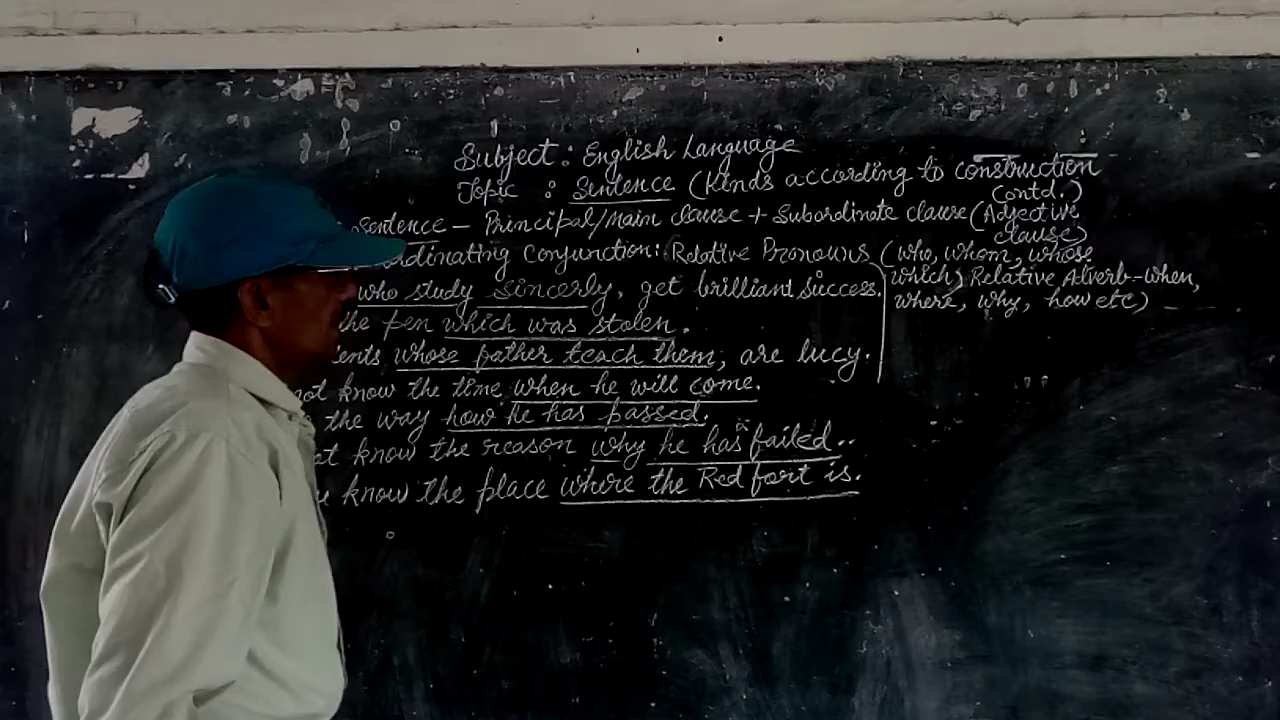 Subject : English Language
Topic : Sentence (Kinds according to construction
Contd.)
Sentence — Principal/Main clause + Subordinate clause (Adjective
clause)
rdinating Conjunction: Relative Pronouns (who, whom, whose
which) Relative Adverb - when,
where, why, how etc)
who study sincerly, get brilliant success.
the pen which was stolen.
ents whose father teach them, are lucy.
not know the time when he will come.
the way how he has passed.
at know the reason why he has failed..
know the place where the Red fort is.